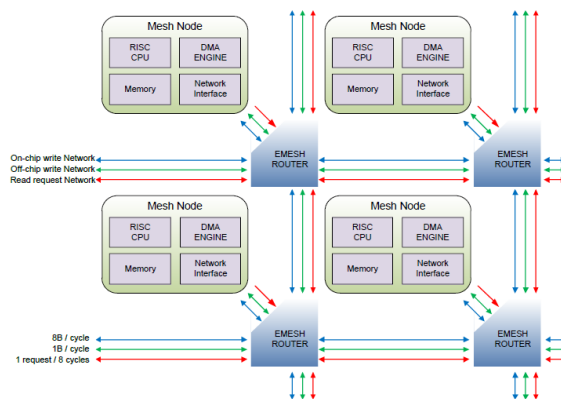 Mesh Node
Mesh Node
RISC
CPU
DMA
ENGINE
RISC
CPU
DMA
ENGINE
Memory
Network
Interface
Memory
Network
Interface
EMESH
ROUTER
EMESH
ROUTER
On-chip write Network
Off-chip write Network
Read request Network
Mesh Node
Mesh Node
RISC
CPU
DMA
ENGINE
RISC
CPU
DMA
ENGINE
Memory
Network
Interface
Memory
Network
Interface
EMESH
ROUTER
EMESH
ROUTER
8B / cycle
1B / cycle
1 request / 8 cycles